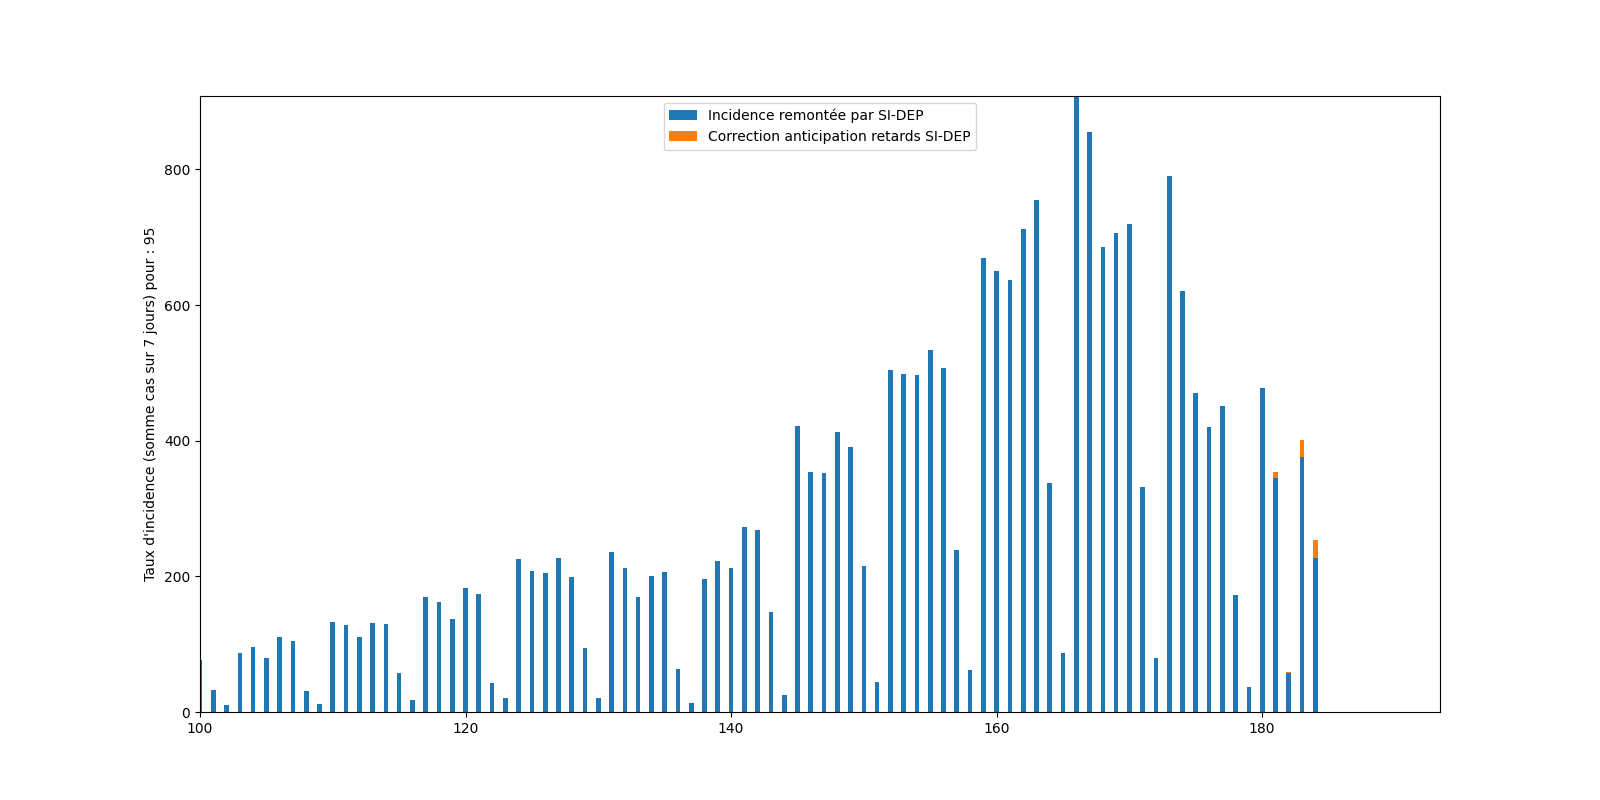 Incidence remontée par SI-DEP
Correction anticipation retards SI-DEP
Taux d'incidence (somme cas sur 7 jours) pour : 95
800
600
400
200
0
100 120 140 160 180